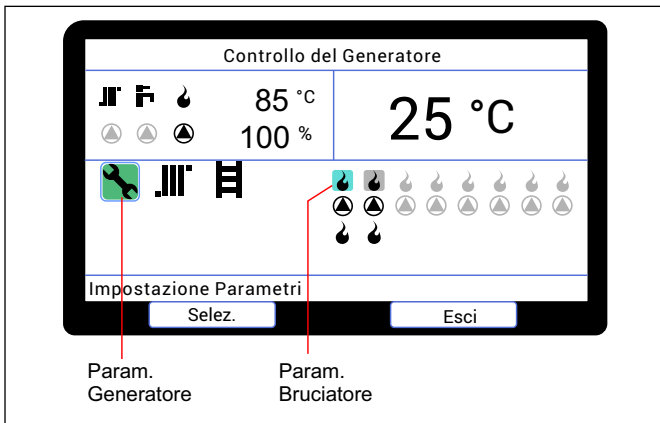 Controllo del Generatore
85 °C
100 %
25 °C
Impostazione Parametri
Selez.
Esci
Param.
Generatore
Param.
Bruciatore